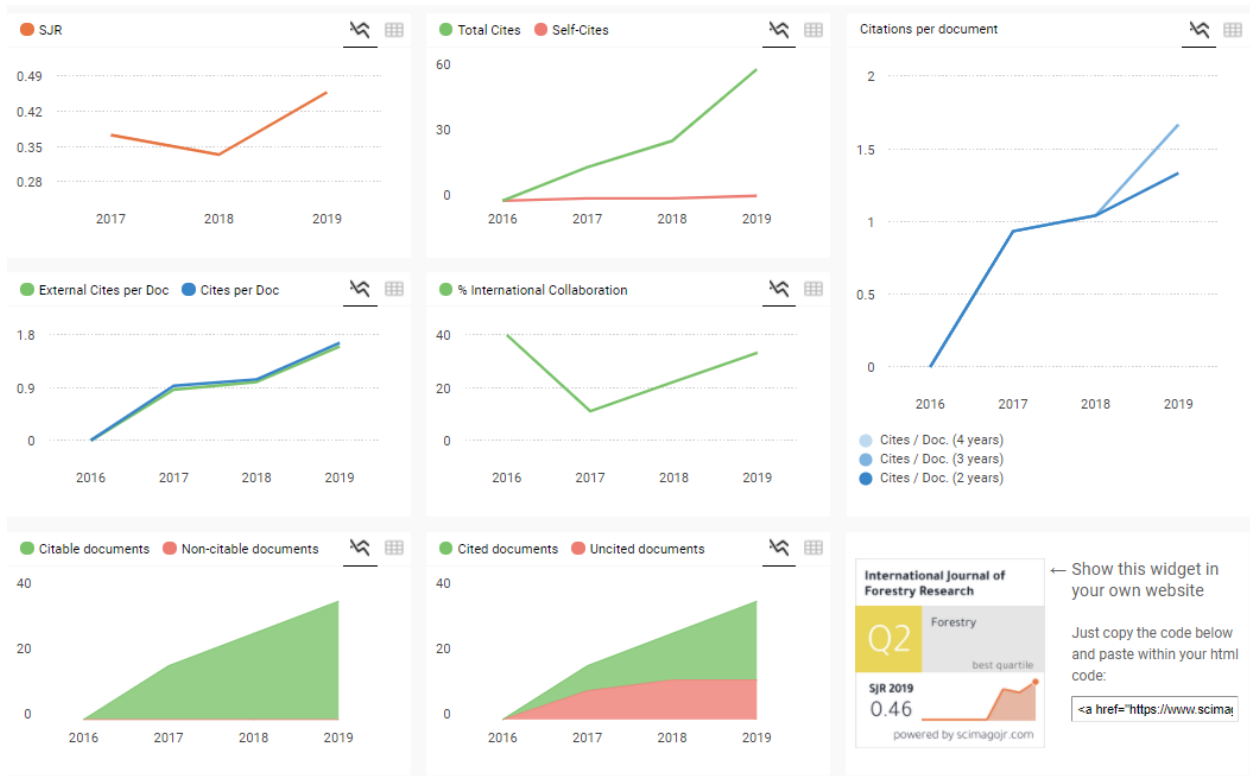 SJR
0.49
0.42
0.35
0.28
2017 2018 2019
Total Cites Self-Cites
60
30
0
2016 2017 2018 2019
Citations per document
2
1.5
1
0.5
0
2016 2017 2018 2019
Cites / Doc. (4 years)
Cites / Doc. (3 years)
Cites / Doc. (2 years)
External Cites per Doc Cites per Doc
1.8
0.9
0
2016 2017 2018 2019
% International Collaboration
40
20
0
2016 2017 2018 2019
Citable documents Non-citable documents
40
20
0
2016 2017 2018 2019
Cited documents Uncited documents
40
20
0
2016 2017 2018 2019
International Journal of
Forestry Research
Q2
Forestry
best quartile
SJR 2019
0.46
powered by scimagojr.com
← Show this widget in
your own website
Just copy the code below
and paste within your html
code:
<a href="https://www.scimag